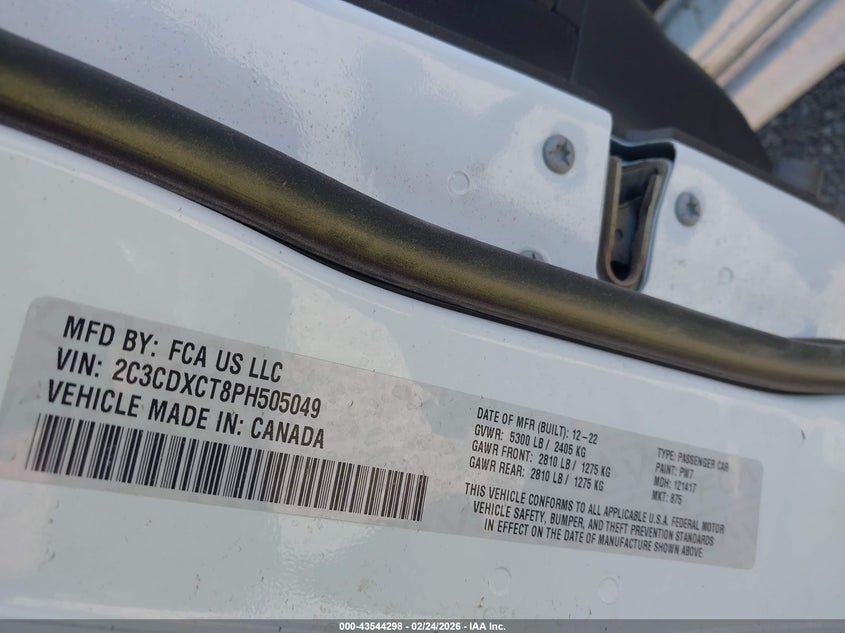 MFD BY: FCA US LLC
VIN: 2C3CDXCT8PH505049
VEHICLE MADE IN: CANADA
DATE OF MFR (BUILT): 12-22
GVWR: 5300 LB / 2405 KG
GAWR FRONT: 2810 LB / 1275 KG
GAWR REAR: 2810 LB / 1275 KG
TYPE: PASSENGER CAR
PAINT: PW7
MDH: 121417
MKT: 875
THIS VEHICLE CONFORMS TO ALL APPLICABLE U.S.A. FEDERAL MOTOR
VEHICLE SAFETY, BUMPER, AND THEFT PREVENTION STANDARDS
IN EFFECT ON THE DATE OF MANUFACTURE SHOWN ABOVE.
000-43544298 - 02/24/2026 - IAA Inc.